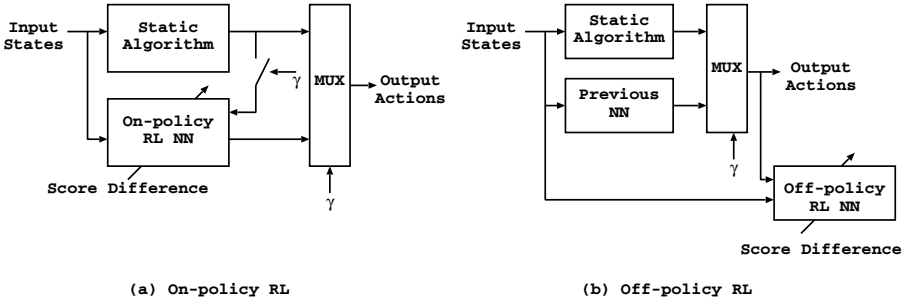 Input
States
Static
Algorithm
γ
MUX
Output
Actions
On-policy
RL NN
Score Difference
γ
(a) On-policy RL
Input
States
Static
Algorithm
MUX
Output
Actions
Previous
NN
γ
Off-policy
RL NN
Score Difference
(b) Off-policy RL